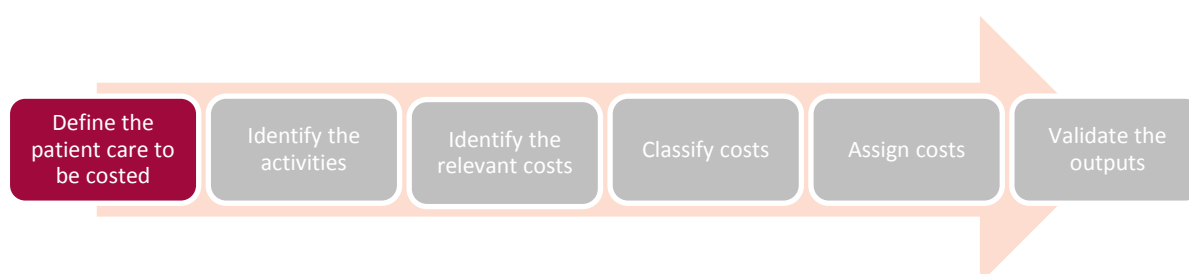 Define the
patient care to
be costed
Identify the
activities
Identify the
relevant costs
Classify costs
Assign costs
Validate the
outputs